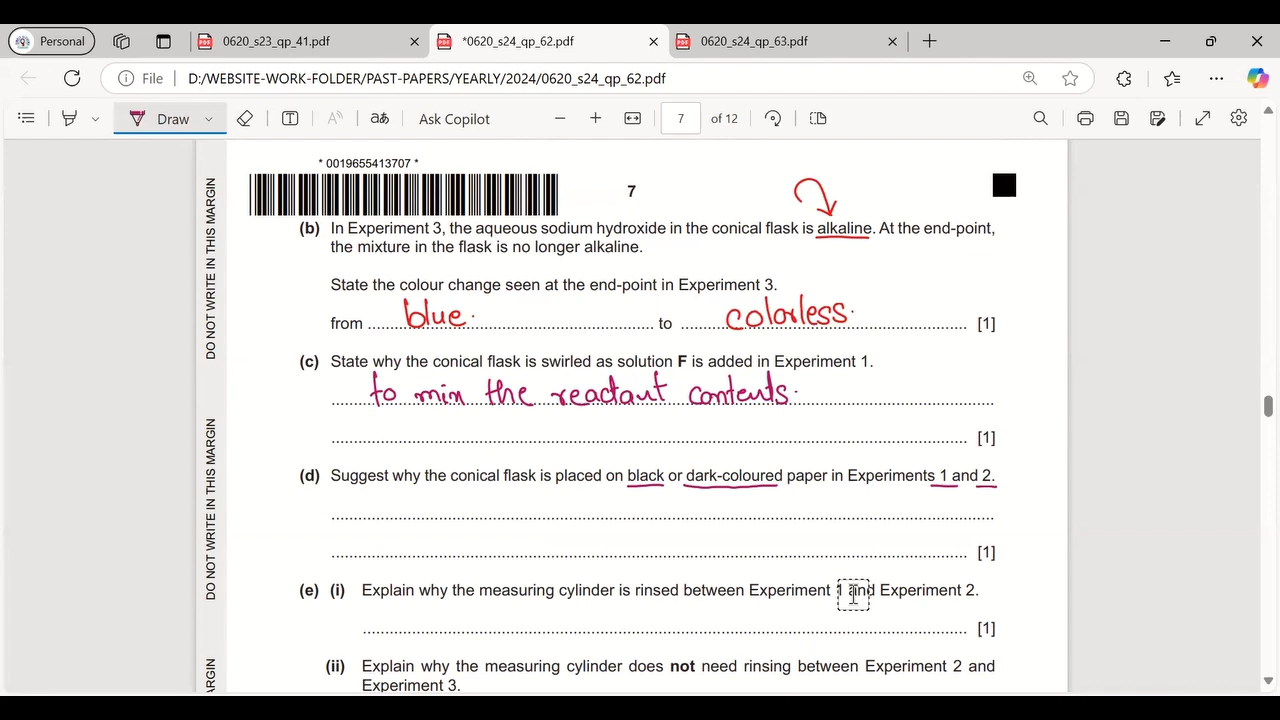 Personal
0620_s23_qp_41.pdf
*0620_s24_qp_62.pdf
0620_s24_qp_63.pdf
File
D:/WEBSITE-WORK-FOLDER/PAST-PAPERS/YEARLY/2024/0620_s24_qp_62.pdf
Draw
aあ
Ask Copilot
7
of 12
* 0019655413707 *
7
DO NOT WRITE IN THIS MARGIN
(b) In Experiment 3, the aqueous sodium hydroxide in the conical flask is alkaline. At the end-point,
the mixture in the flask is no longer alkaline.
State the colour change seen at the end-point in Experiment 3.
from blue. to colorless. [1]
(c) State why the conical flask is swirled as solution F is added in Experiment 1.
to mix the reactant contents.
[1]
DO NOT WRITE IN THIS MARGIN
(d) Suggest why the conical flask is placed on black or dark-coloured paper in Experiments 1 and 2.
[1]
(e) (i) Explain why the measuring cylinder is rinsed between Experiment 1 and Experiment 2.
[1]
(ii) Explain why the measuring cylinder does not need rinsing between Experiment 2 and
Experiment 3.
MARGIN